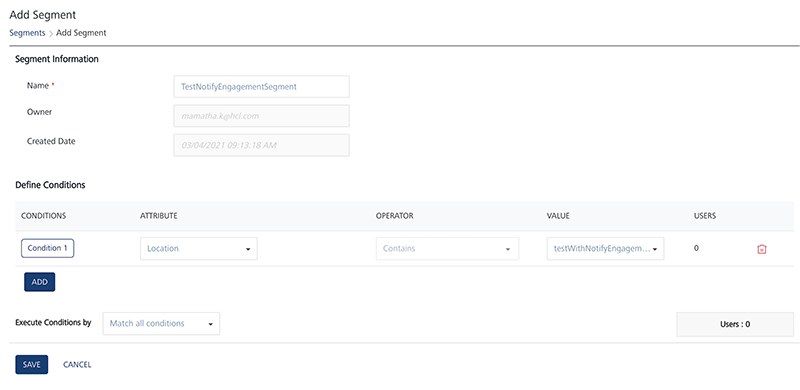 Add Segment
Segments > Add Segment
Segment Information
Name * TestNotifyEngagementSegment
Owner mamatha.k@hcl.com
Created Date 03/04/2021 09:13:18 AM
Define Conditions
CONDITIONS ATTRIBUTE OPERATOR VALUE USERS
Condition 1 Location Contains testWithNotifyEngagem... 0
ADD
Execute Conditions by Match all conditions Users : 0
SAVE CANCEL